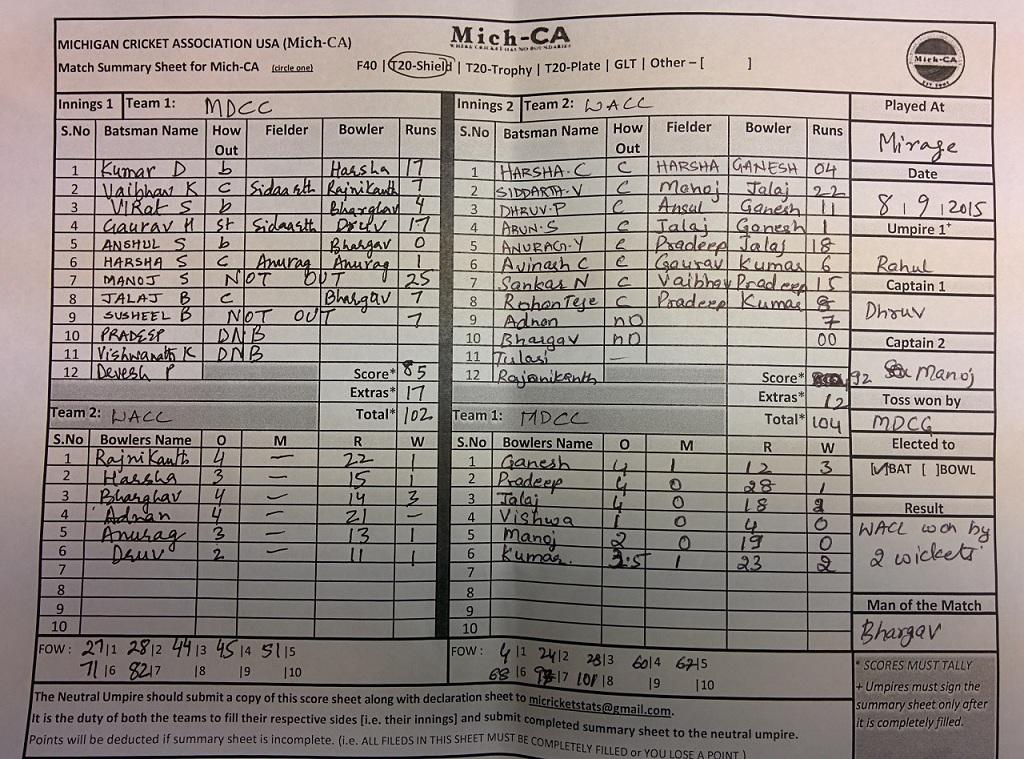 MICHIGAN CRICKET ASSOCIATION USA (Mich-CA)
Mich-CA
WHERE CRICKET HAS NO BOUNDARIES
Mich-CA
Match Summary Sheet for Mich-CA (circle one) F40 | T20-Shield | T20-Trophy | T20-Plate | GLT | Other – [ ]
Innings 1 Team 1: MDCC
S.No Batsman Name How Out Fielder Bowler Runs
1 Kumar D b Harsha 17
2 Vaibhav K C Sidaarth Rajnikanth 7
3 VIRat S b Bharghav 4
4 Gaurav H St Sidaarth Druv 17
5 ANSHUL S b Bhargav 0
6 HARSHA S C Anurag Anurag 1
7 MANOJ S NOT OUT 25
8 JALAJ B C Bhargav 7
9 SUSHEEL B NOT OUT 7
10 PRADEEP DNB
11 Vishwanath K DNB
12 Devesh P
Score* 85
Extras* 17
Total* 102
Team 2: WACC
S.No Bowlers Name O M R W
1 Rajnikanth 4 – 22 1
2 Harsha 3 – 15 1
3 Bharghav 4 – 14 3
4 Adnan 4 – 21 –
5 Anurag 3 – 13 1
6 Druv 2 – 11 1
7
8
9
10
FOW : 27|1 28|2 44|3 45|4 51|5
71|6 82|7 |8 |9 |10
Innings 2 Team 2: WACC
S.No Batsman Name How Out Fielder Bowler Runs
1 HARSHA.C C HARSHA GANESH 04
2 SIDDARTH.V C Manoj Jalaj 22
3 DHRUV.P C Ansul Ganesh 11
4 ARUN.S C Jalaj Ganesh 1
5 ANURAG.Y C Pradeep Jalaj 18
6 Avinash C C Gaurav Kumar 6
7 Sankar N C Vaibhav Pradeep 15
8 Rohan Teje C Pradeep Kumar 8
9 Adnan nO 7
10 Bhargav nO 00
11 Tulasi —
12 Rajanikanth
Score* 92
Extras* 12
Total* 104
Team 1: MDCC
S.No Bowlers Name O M R W
1 Ganesh 4 1 12 3
2 Pradeep 4 0 28 1
3 Jalaj 4 0 18 2
4 Vishwa 1 0 4 0
5 Manoj 2 0 19 0
6 Kumar. 3.5 1 23 2
7
8
9
10
FOW : 4|1 24|2 28|3 60|4 67|5
68|6 |7 101|8 |9 |10
Played At
Mirage
Date
8|9|2015
Umpire 1+
Rahul
Captain 1
Dhruv
Captain 2
Manoj
Toss won by
MDCC
Elected to
[✓]BAT [ ]BOWL
Result
WACC won by
2 wickets
Man of the Match
Bhargav
* SCORES MUST TALLY
+ Umpires must sign the
summary sheet only after
it is completely filled.
The Neutral Umpire should submit a copy of this score sheet along with declaration sheet to micricketstats@gmail.com.
It is the duty of both the teams to fill their respective sides [i.e. their innings) and submit completed summary sheet to the neutral umpire.
Points will be deducted if summary sheet is incomplete. (i.e. ALL FILEDS IN THIS SHEET MUST BE COMPLETELY FILLED or YOU LOSE A POINT )